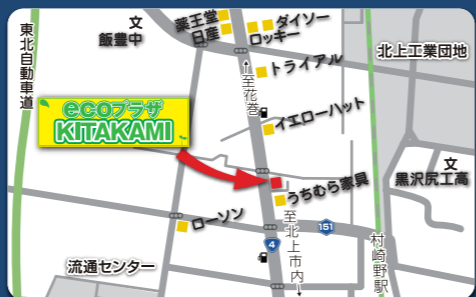 文
飯豊中
薬王堂
日産
ダイソー
ロッキー
トライアル
北上工業団地
東北自動車道
至花巻
イエローハット
ecoプラザ
KITAKAMI
文
黒沢尻工高
うちむら家具
ローソン
至北上市内
151
4
流通センター
村崎野駅